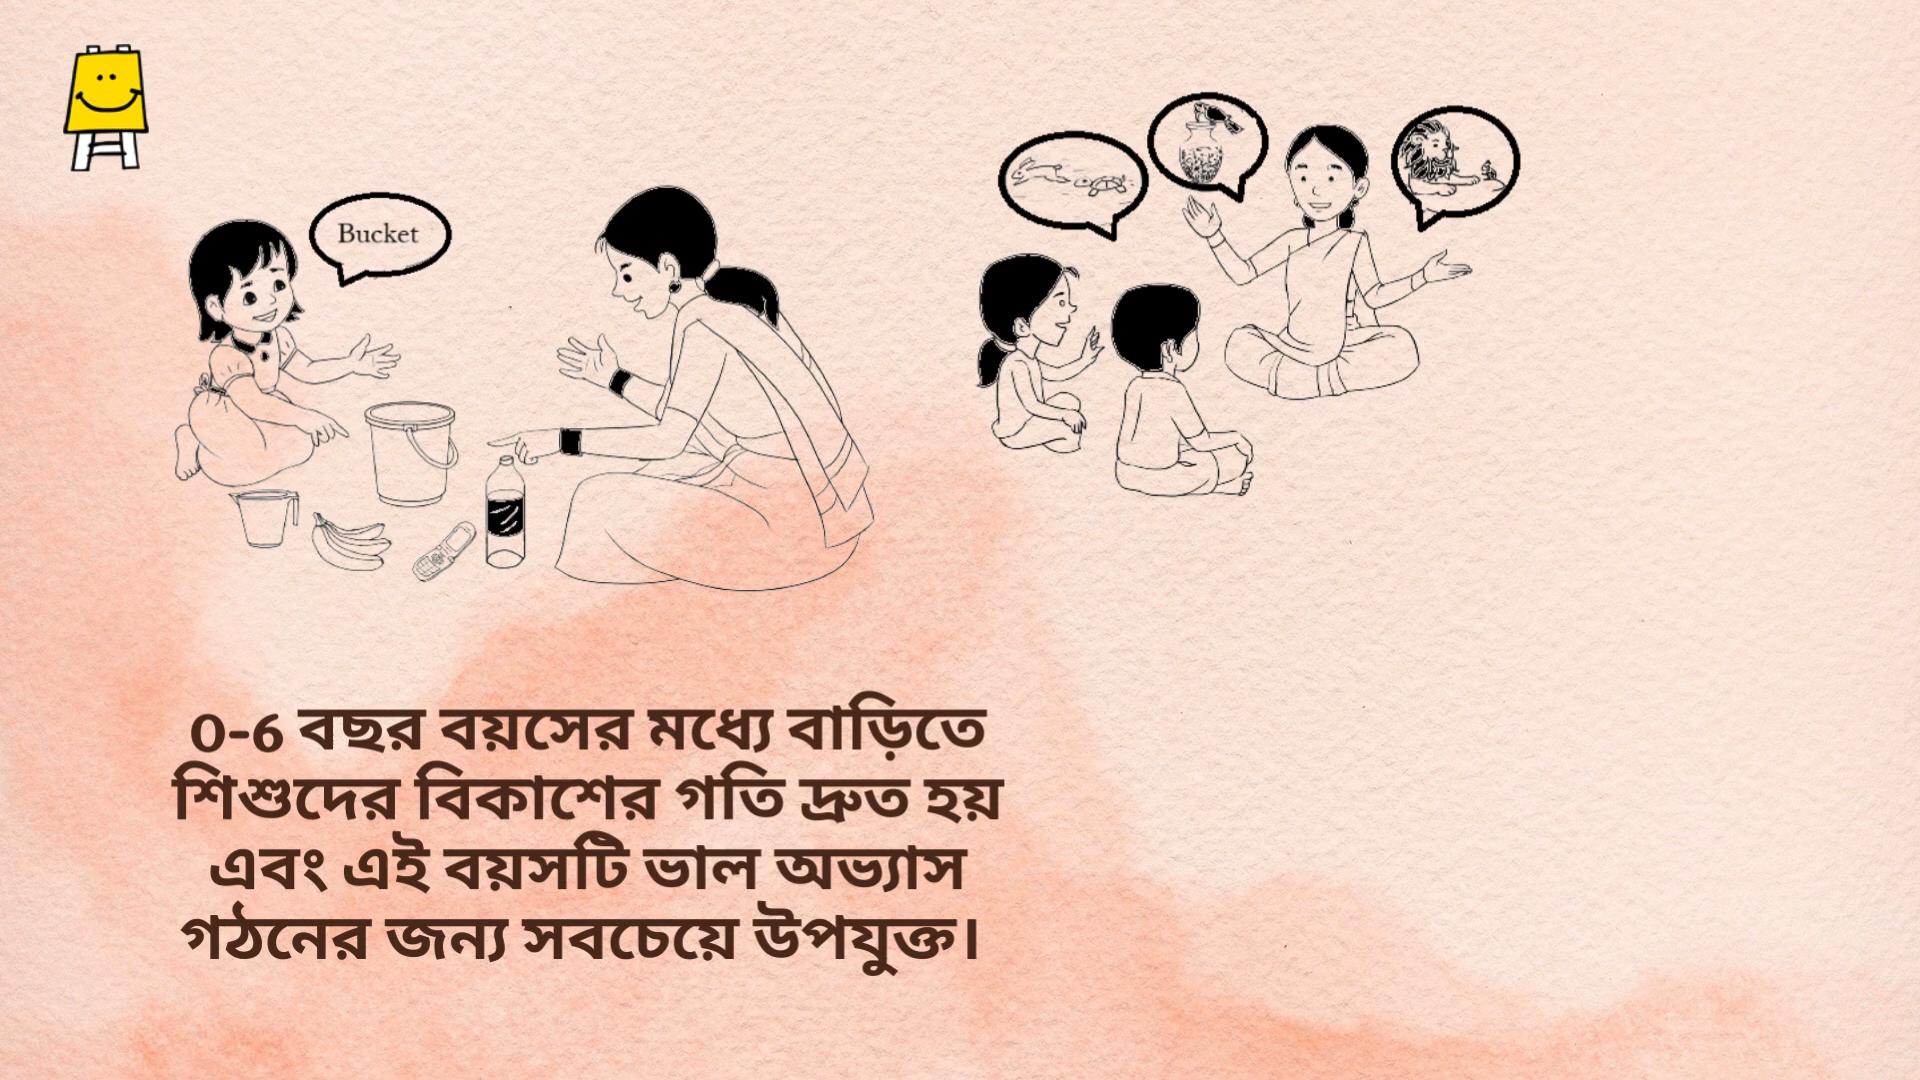 Bucket
0-6 বছর বয়সের মধ্যে বাড়িতে
শিশুদের বিকাশের গতি দ্রুত হয়
এবং এই বয়সটি ভাল অভ্যাস
গঠনের জন্য সবচেয়ে উপযুক্ত।